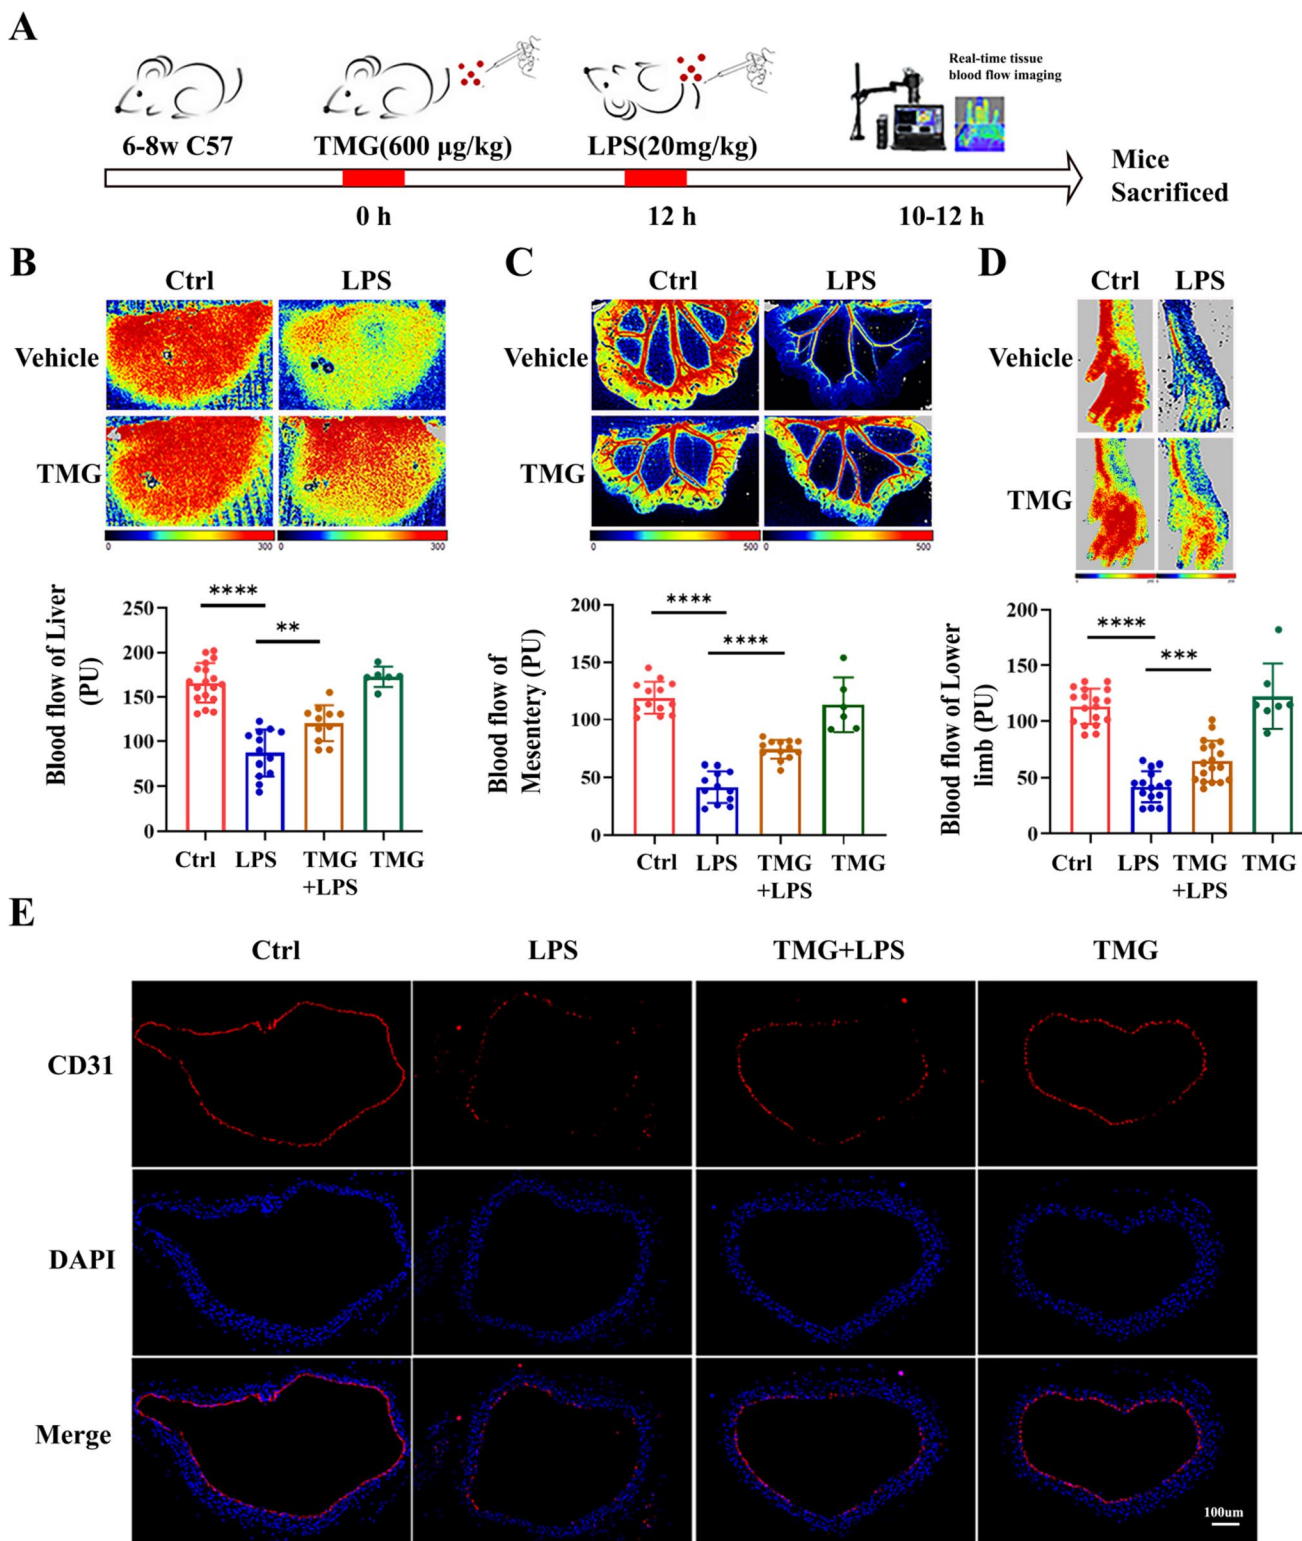 A
Real-time tissue
blood flow imaging
6-8w C57
TMG(600 μg/kg)
LPS(20mg/kg)
Mice
Sacrificed
0 h
12 h
10-12 h
B
Ctrl
LPS
Vehicle
TMG
0
300
0
300
Blood flow of Liver
(PU)
250
200
150
100
50
0
****
**
Ctrl
LPS
TMG
+LPS
TMG
C
Ctrl
LPS
Vehicle
TMG
0
500
0
500
Blood flow of
Mesentery (PU)
200
150
100
50
0
****
****
Ctrl
LPS
TMG
+LPS
TMG
D
Ctrl
LPS
Vehicle
TMG
Blood flow of Lower
limb (PU)
200
150
100
50
0
****
***
Ctrl
LPS
TMG
+LPS
TMG
E
Ctrl
LPS
TMG+LPS
TMG
CD31
DAPI
Merge
100um